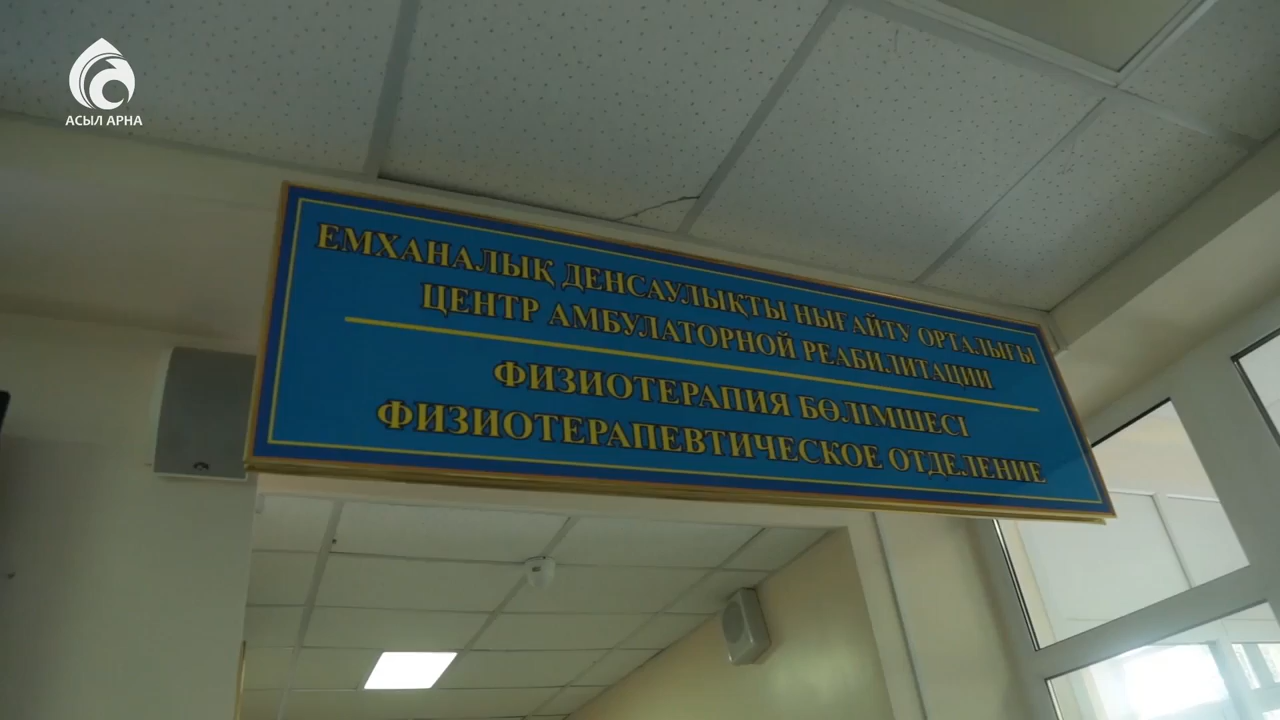 АСЫЛ АРНА
ЕМХАНАЛЫҚ ДЕНСАУЛЫҚТЫ НЫҒАЙТУ ОРТАЛЫҒЫ
ЦЕНТР АМБУЛАТОРНОЙ РЕАБИЛИТАЦИИ
ФИЗИОТЕРАПИЯ БӨЛІМШЕСІ
ФИЗИОТЕРАПЕВТИЧЕСКОЕ ОТДЕЛЕНИЕ